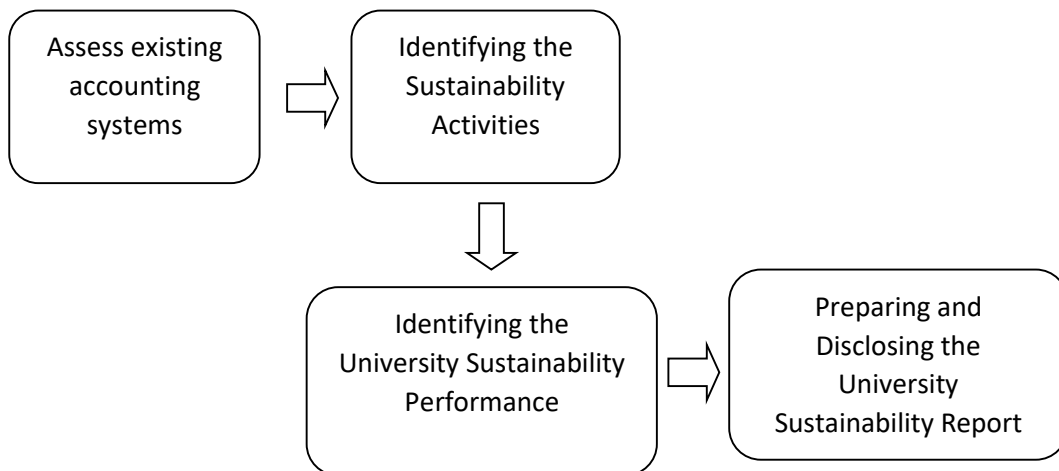 Assess existing
accounting
systems
Identifying the
Sustainability
Activities
Identifying the
University Sustainability
Performance
Preparing and
Disclosing the
University
Sustainability Report